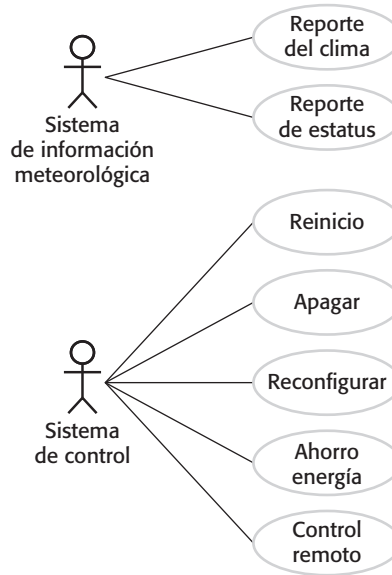 Reporte
del clima
Reporte
de estatus
Sistema
de información
meteorológica
Reinicio
Apagar
Reconfigurar
Sistema
de control
Ahorro
energía
Control
remoto